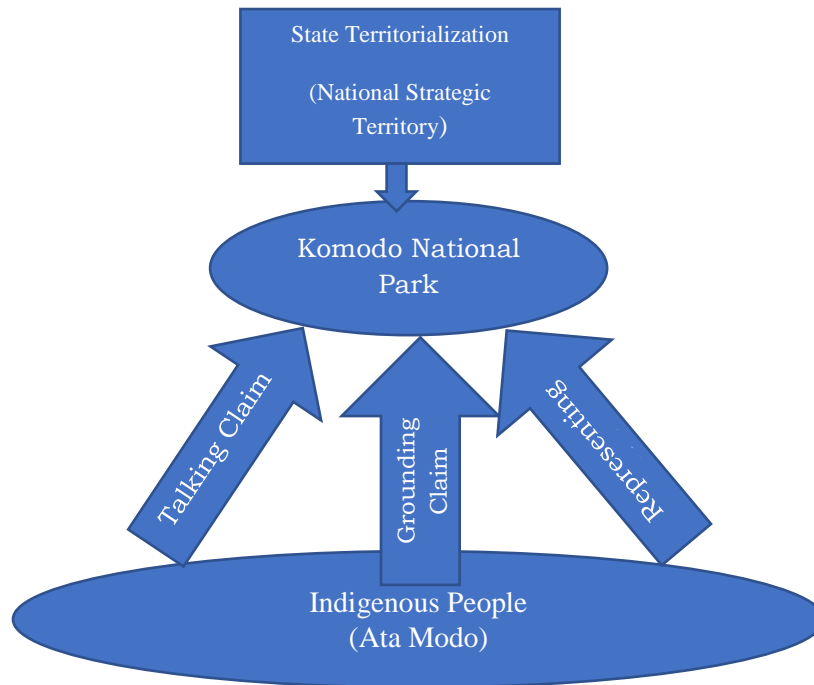 State Territorialization
(National Strategic
Territory)
Komodo National
Park
Talking Claim
Grounding
Claim
Representing
Indigenous People
(Ata Modo)